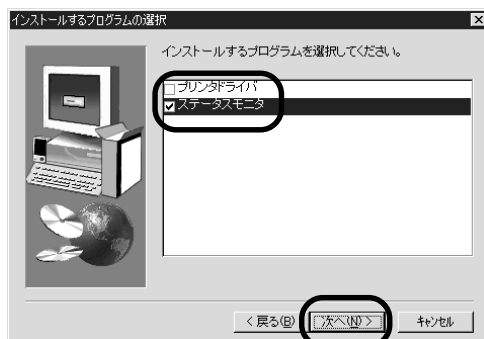 インストールするプログラムの選択
インストールするプログラムを選択してください。
プリンタドライバ
ステータスモニタ
< 戻る(B)
次へ(N) >
キャンセル